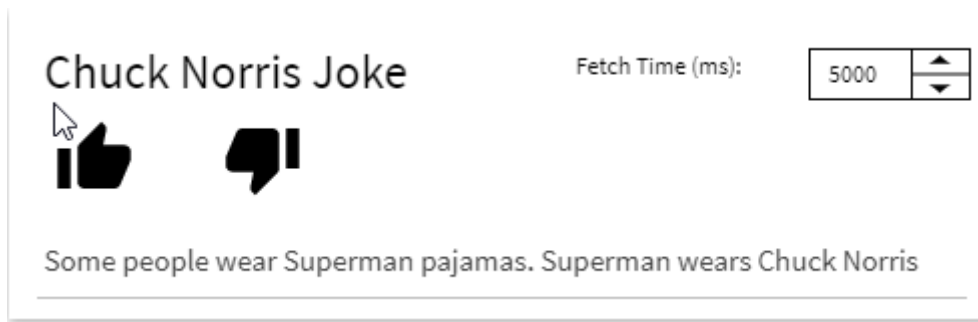 Chuck Norris Joke
Fetch Time (ms):
5000
Some people wear Superman pajamas. Superman wears Chuck Norris